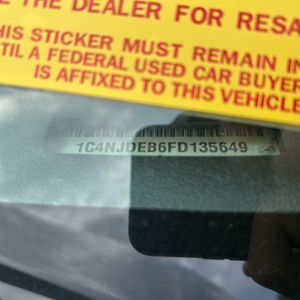 E THE DEALER FOR RESA
HIS STICKER MUST REMAIN IN
TIL A FEDERAL USED CAR BUYER
IS AFFIXED TO THIS VEHICLE
1C4NJDEB6FD135649